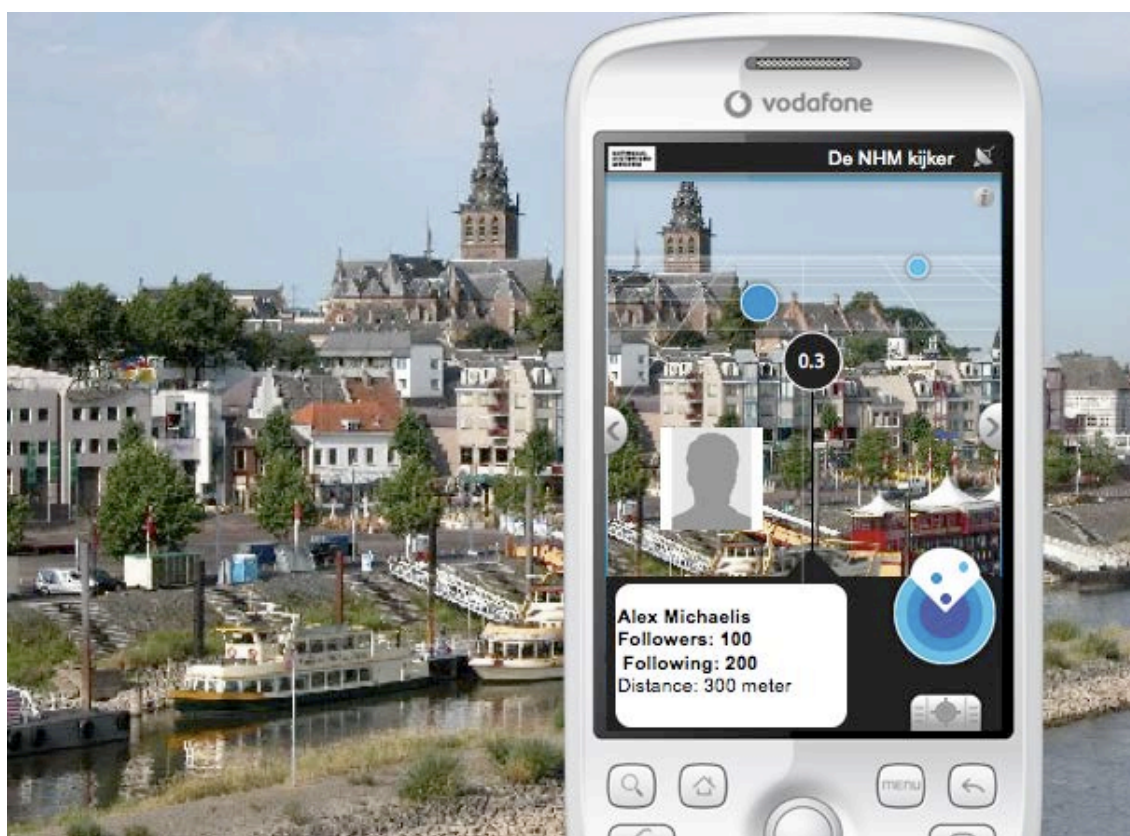 vodafone
De NHM kijker
i
0.3
Alex Michaelis
Followers: 100
Following: 200
Distance: 300 meter
menu